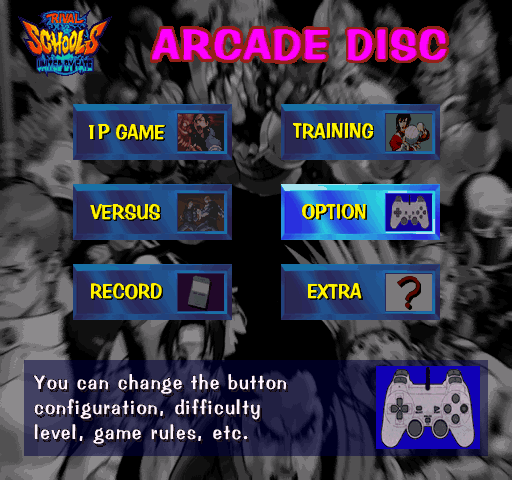 RIVAL
SCHOOLS
UNITED BY FATE
ARCADE DISC
1P GAME
TRAINING
VERSUS
OPTION
RECORD
EXTRA
You can change the button
configuration, difficulty
level, game rules, etc.